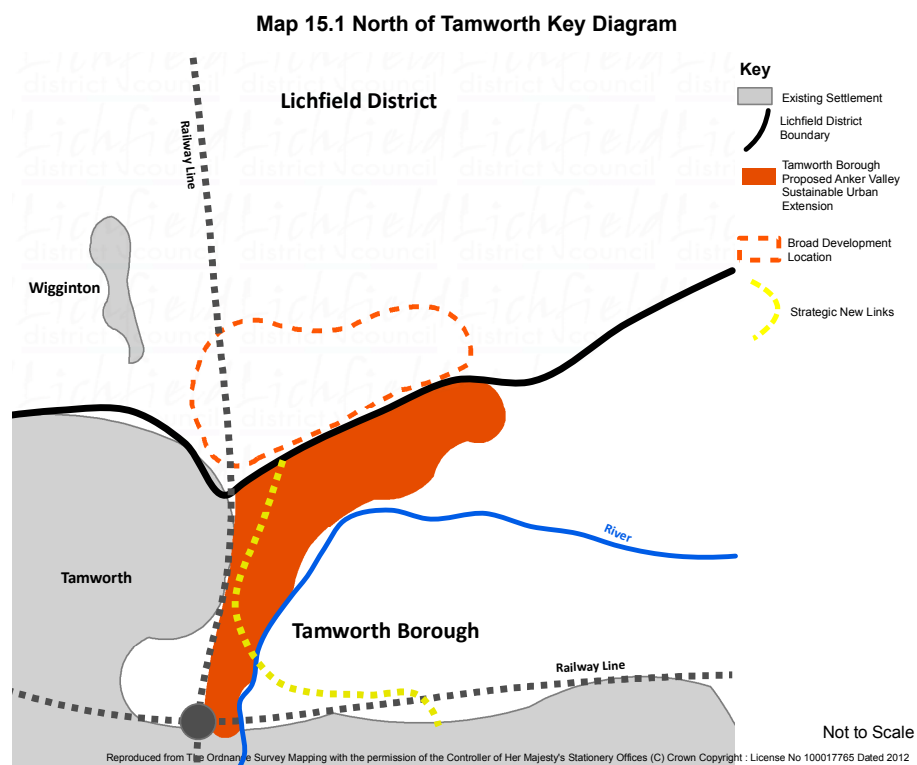 Map 15.1 North of Tamworth Key Diagram
Lichfield District
Railway Line
Wigginton
Tamworth
Tamworth Borough
River
Railway Line
Key
Existing Settlement
Lichfield District
Boundary
Tamworth Borough
Proposed Anker Valley
Sustainable Urban
Extension
Broad Development
Location
Strategic New Links
Not to Scale
Reproduced from The Ordnance Survey Mapping with the permission of the Controller of Her Majesty's Stationery Offices (C) Crown Copyright : License No 100017765 Dated 2012
Lichfield
district council